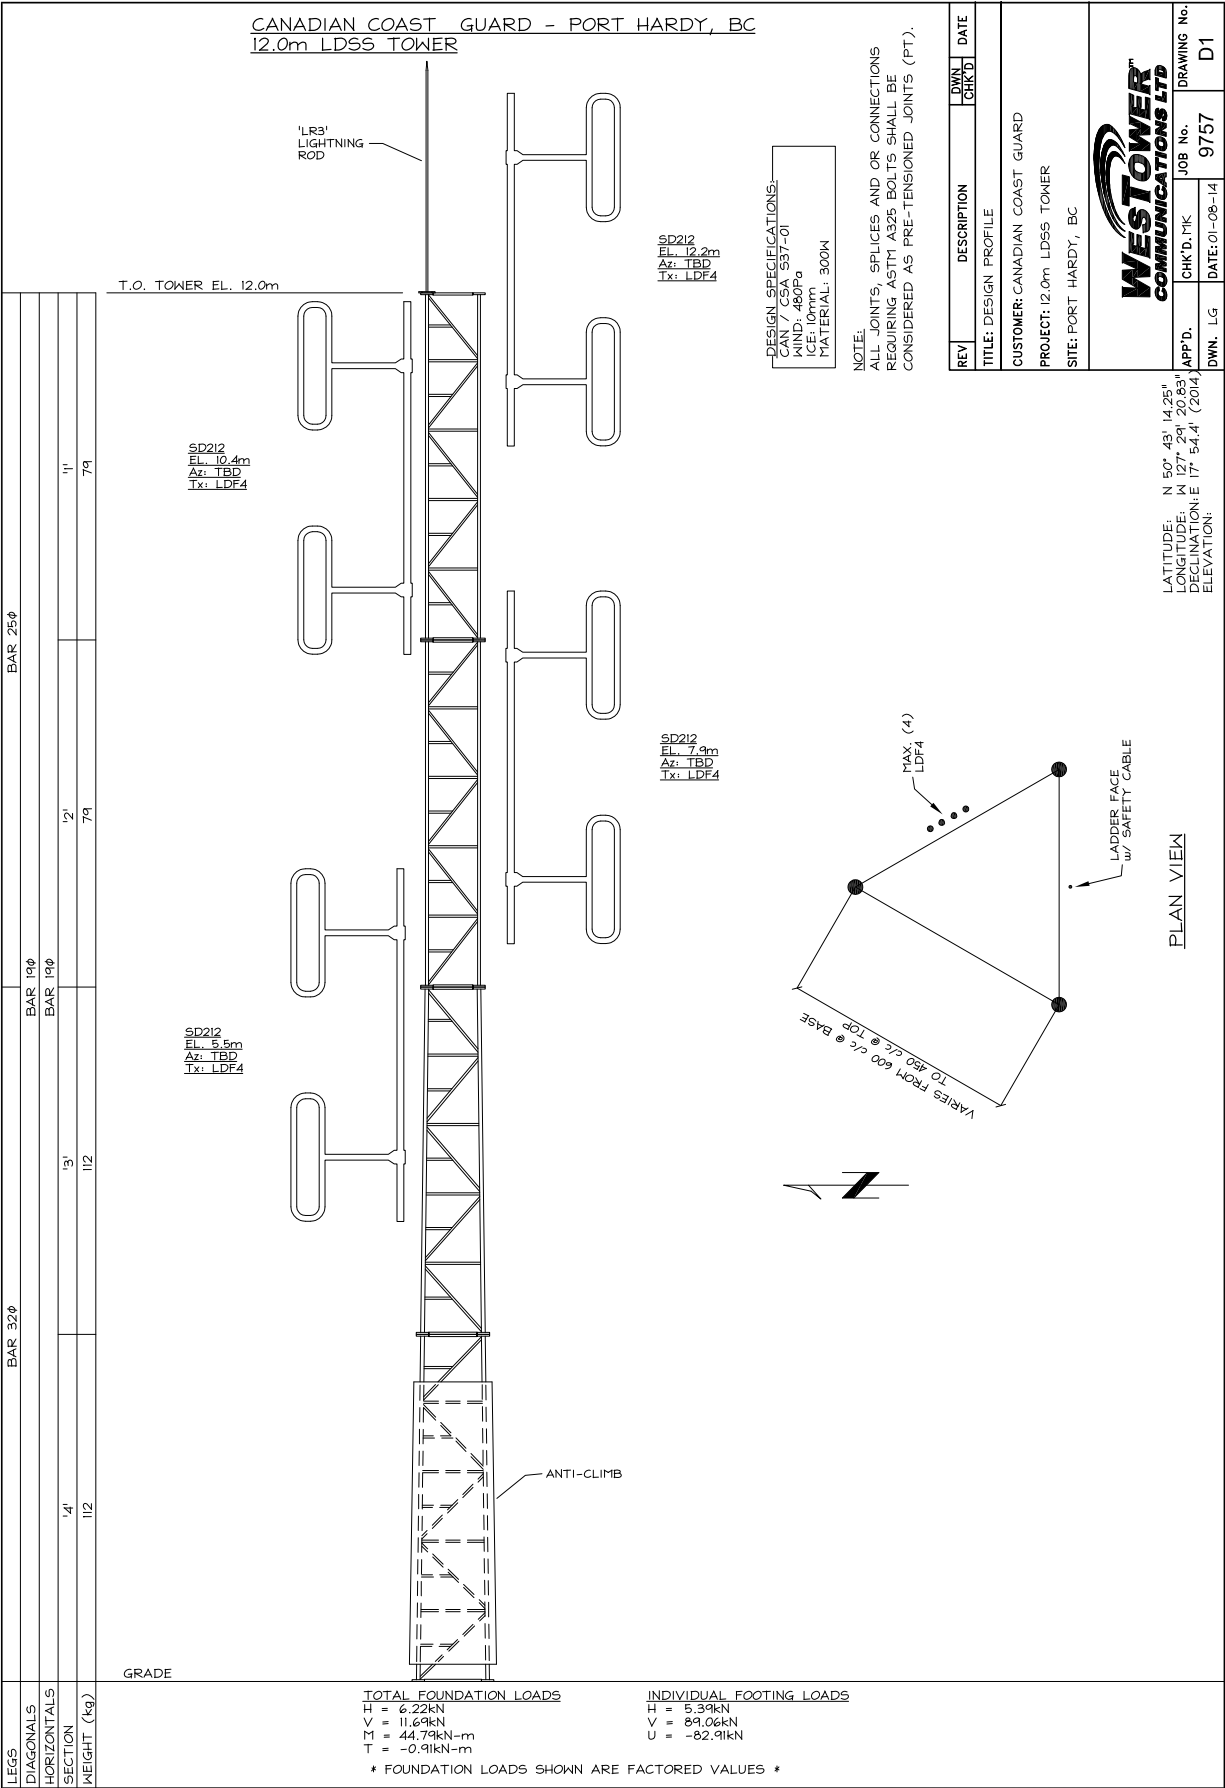 CANADIAN COAST GUARD - PORT HARDY, BC
12.0m LDSS TOWER
'LR3'
LIGHTNING
ROD
T.O. TOWER EL. 12.0m
SD212
EL. 12.2m
Az: TBD
Tx: LDF4
SD212
EL. 10.4m
Az: TBD
Tx: LDF4
SD212
EL. 7.9m
Az: TBD
Tx: LDF4
SD212
EL. 5.5m
Az: TBD
Tx: LDF4
ANTI-CLIMB
GRADE
DESIGN SPECIFICATIONS:
CAN / CSA S37-01
WIND: 480Pa
ICE: 10mm
MATERIAL: 300W
NOTE:
ALL JOINTS, SPLICES AND OR CONNECTIONS
REQUIRING ASTM A325 BOLTS SHALL BE
CONSIDERED AS PRE-TENSIONED JOINTS (PT).
REV DESCRIPTION DWN CHK'D DATE
TITLE: DESIGN PROFILE
CUSTOMER: CANADIAN COAST GUARD
PROJECT: 12.0m LDSS TOWER
SITE: PORT HARDY, BC
WESTOWER
COMMUNICATIONS LTD
APP'D. CHK'D. MK JOB No. 9757 DRAWING No. D1
DWN. LG DATE: 01-08-14
LATITUDE: N 50° 43' 14.25"
LONGITUDE: W 127° 29' 20.83"
DECLINATION: E 17° 54.4' (2014)
ELEVATION:
MAX. (4)
LDF4
LADDER FACE
w/ SAFETY CABLE
VARIES FROM 600 c/c @ BASE
TO 450 c/c @ TOP
PLAN VIEW
N
LEGS BAR 32ϕ BAR 25ϕ
DIAGONALS BAR 19ϕ
HORIZONTALS BAR 19ϕ
SECTION '4' '3' '2' '1'
WEIGHT (kg) 112 112 79 79
TOTAL FOUNDATION LOADS
H = 6.22kN
V = 11.69kN
M = 44.79kN-m
T = -0.91kN-m
INDIVIDUAL FOOTING LOADS
H = 5.39kN
V = 89.06kN
U = -82.91kN
* FOUNDATION LOADS SHOWN ARE FACTORED VALUES *